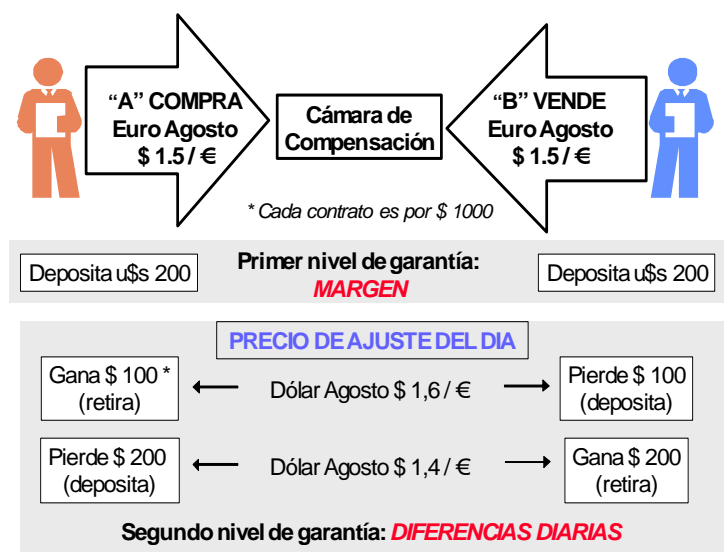 “A” COMPRA
Euro Agosto
$ 1.5 / €
Cámara de
Compensación
“B” VENDE
Euro Agosto
$ 1.5 / €
* Cada contrato es por $ 1000
Deposita u$s 200
Primer nivel de garantía:
MARGEN
Deposita u$s 200
PRECIO DE AJUSTE DEL DIA
Gana $ 100 *
(retira)
Dólar Agosto $ 1,6 / €
Pierde $ 100
(deposita)
Pierde $ 200
(deposita)
Dólar Agosto $ 1,4 / €
Gana $ 200
(retira)
Segundo nivel de garantía: DIFERENCIAS DIARIAS